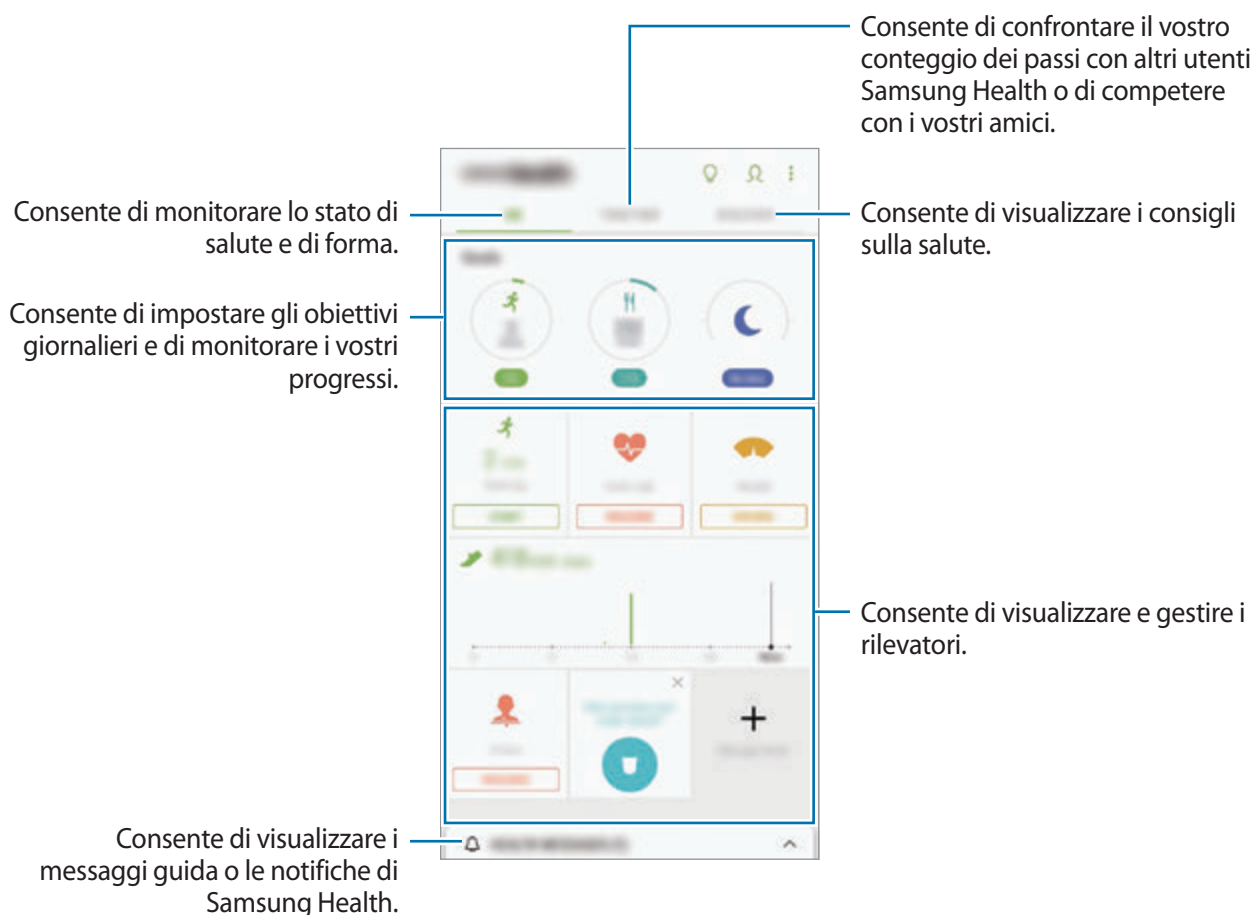 Consente di confrontare il vostro
conteggio dei passi con altri utenti
Samsung Health o di competere
con i vostri amici.
Consente di monitorare lo stato di
salute e di forma.
Consente di visualizzare i consigli
sulla salute.
Consente di impostare gli obiettivi
giornalieri e di monitorare i vostri
progressi.
Consente di visualizzare e gestire i
rilevatori.
Consente di visualizzare i
messaggi guida o le notifiche di
Samsung Health.